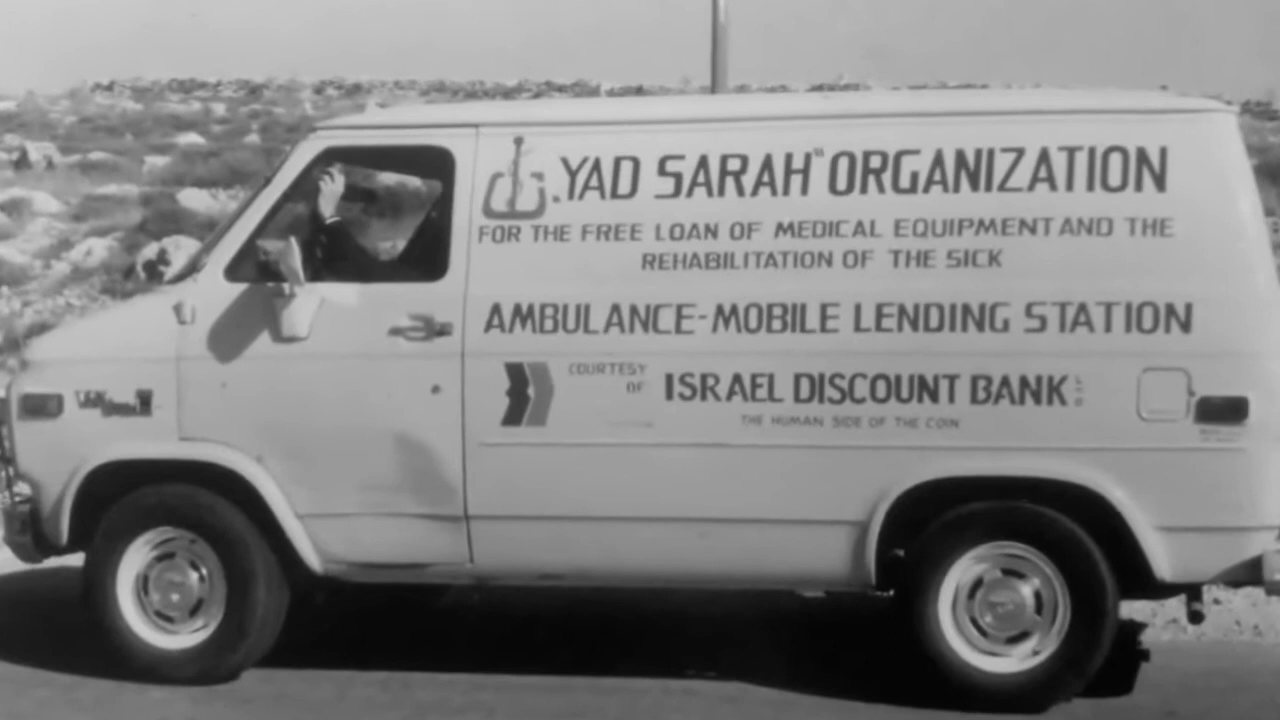 "YAD SARAH" ORGANIZATION
FOR THE FREE LOAN OF MEDICAL EQUIPMENT AND THE
REHABILITATION OF THE SICK
AMBULANCE-MOBILE LENDING STATION
COURTESY
OF
ISRAEL DISCOUNT BANK LTD
THE HUMAN SIDE OF THE COIN